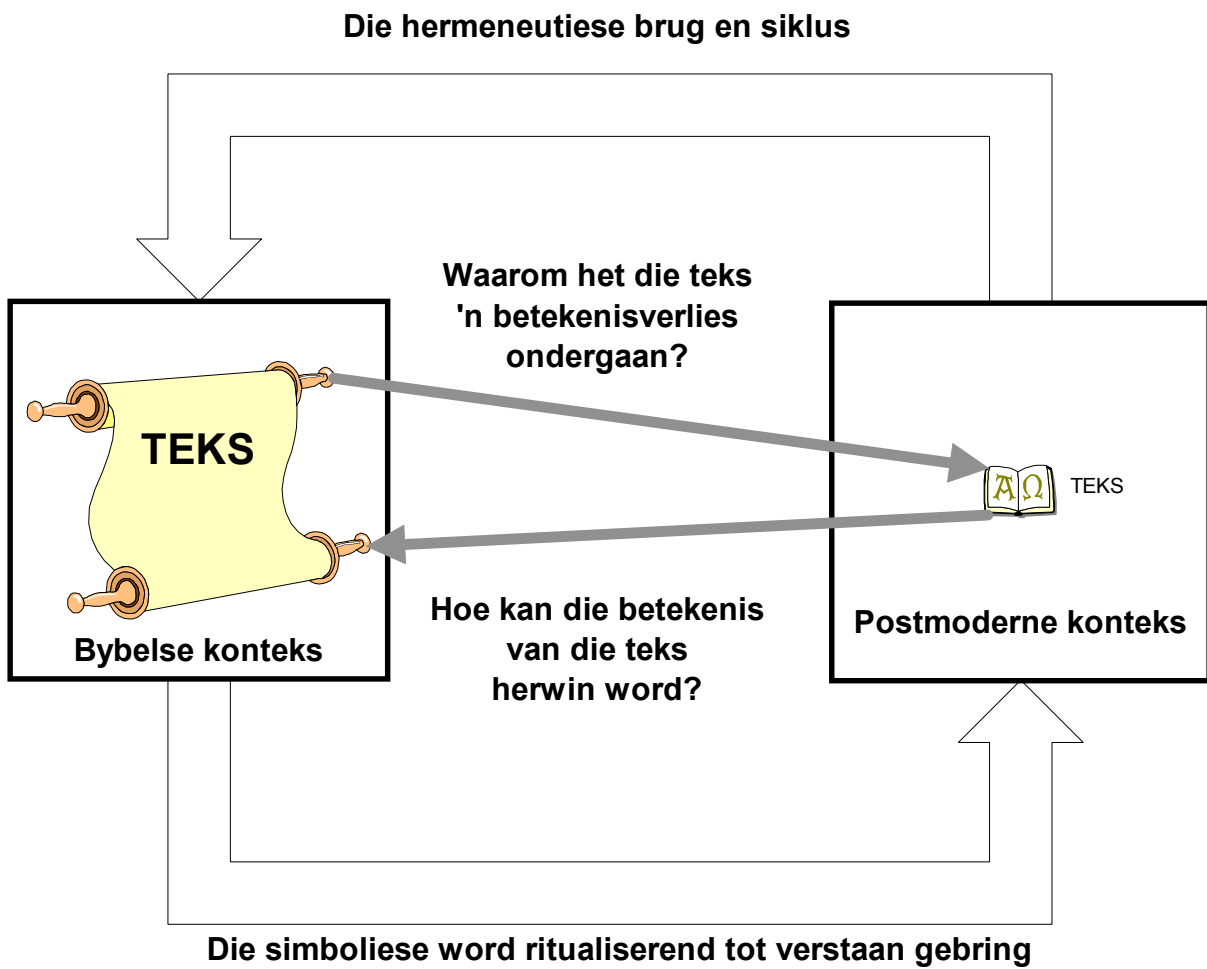 Die hermeneutiese brug en siklus
Waarom het die teks
'n betekenisverlies
ondergaan?
TEKS
Bybelse konteks
ΑΩ
TEKS
Postmoderne konteks
Hoe kan die betekenis
van die teks
herwin word?
Die simboliese word ritualiserend tot verstaan gebring